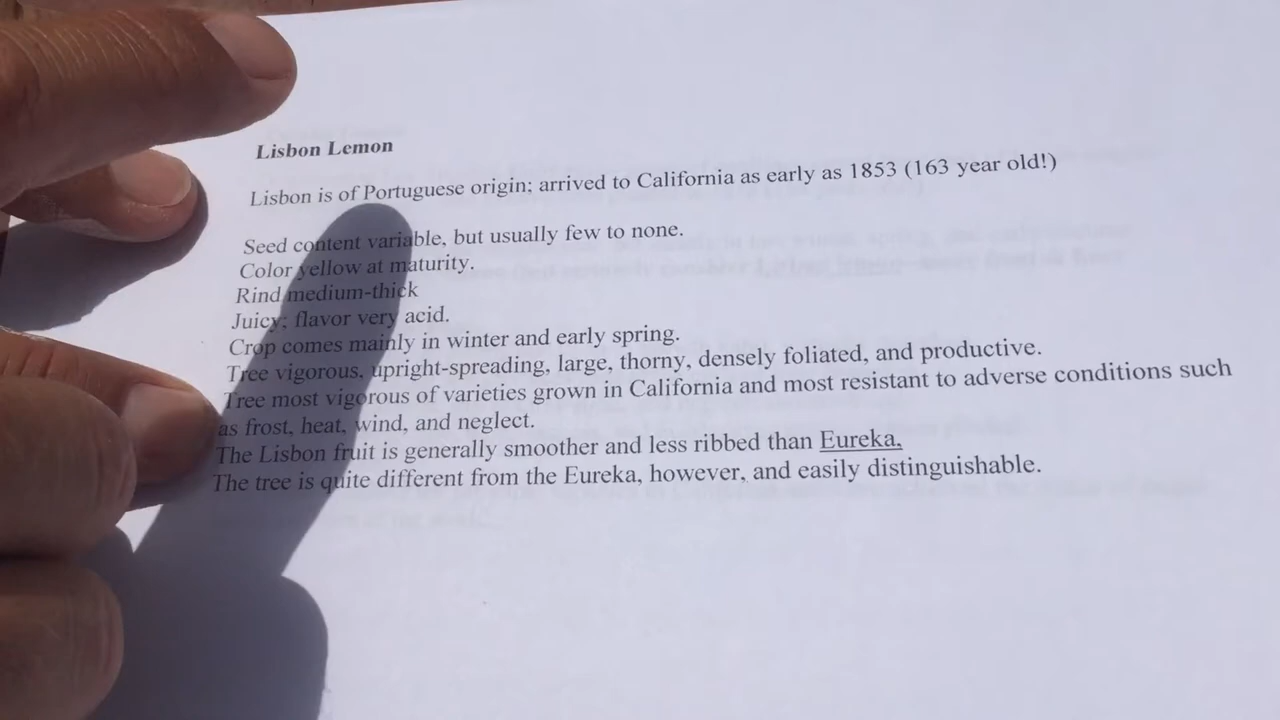 Lisbon Lemon
Lisbon is of Portuguese origin; arrived to California as early as 1853 (163 year old!)
Seed content variable, but usually few to none.
Color yellow at maturity.
Rind medium-thick
Juicy; flavor very acid.
Crop comes mainly in winter and early spring.
Tree vigorous, upright-spreading, large, thorny, densely foliated, and productive.
Tree most vigorous of varieties grown in California and most resistant to adverse conditions such
as frost, heat, wind, and neglect.
The Lisbon fruit is generally smoother and less ribbed than Eureka.
The tree is quite different from the Eureka, however, and easily distinguishable.